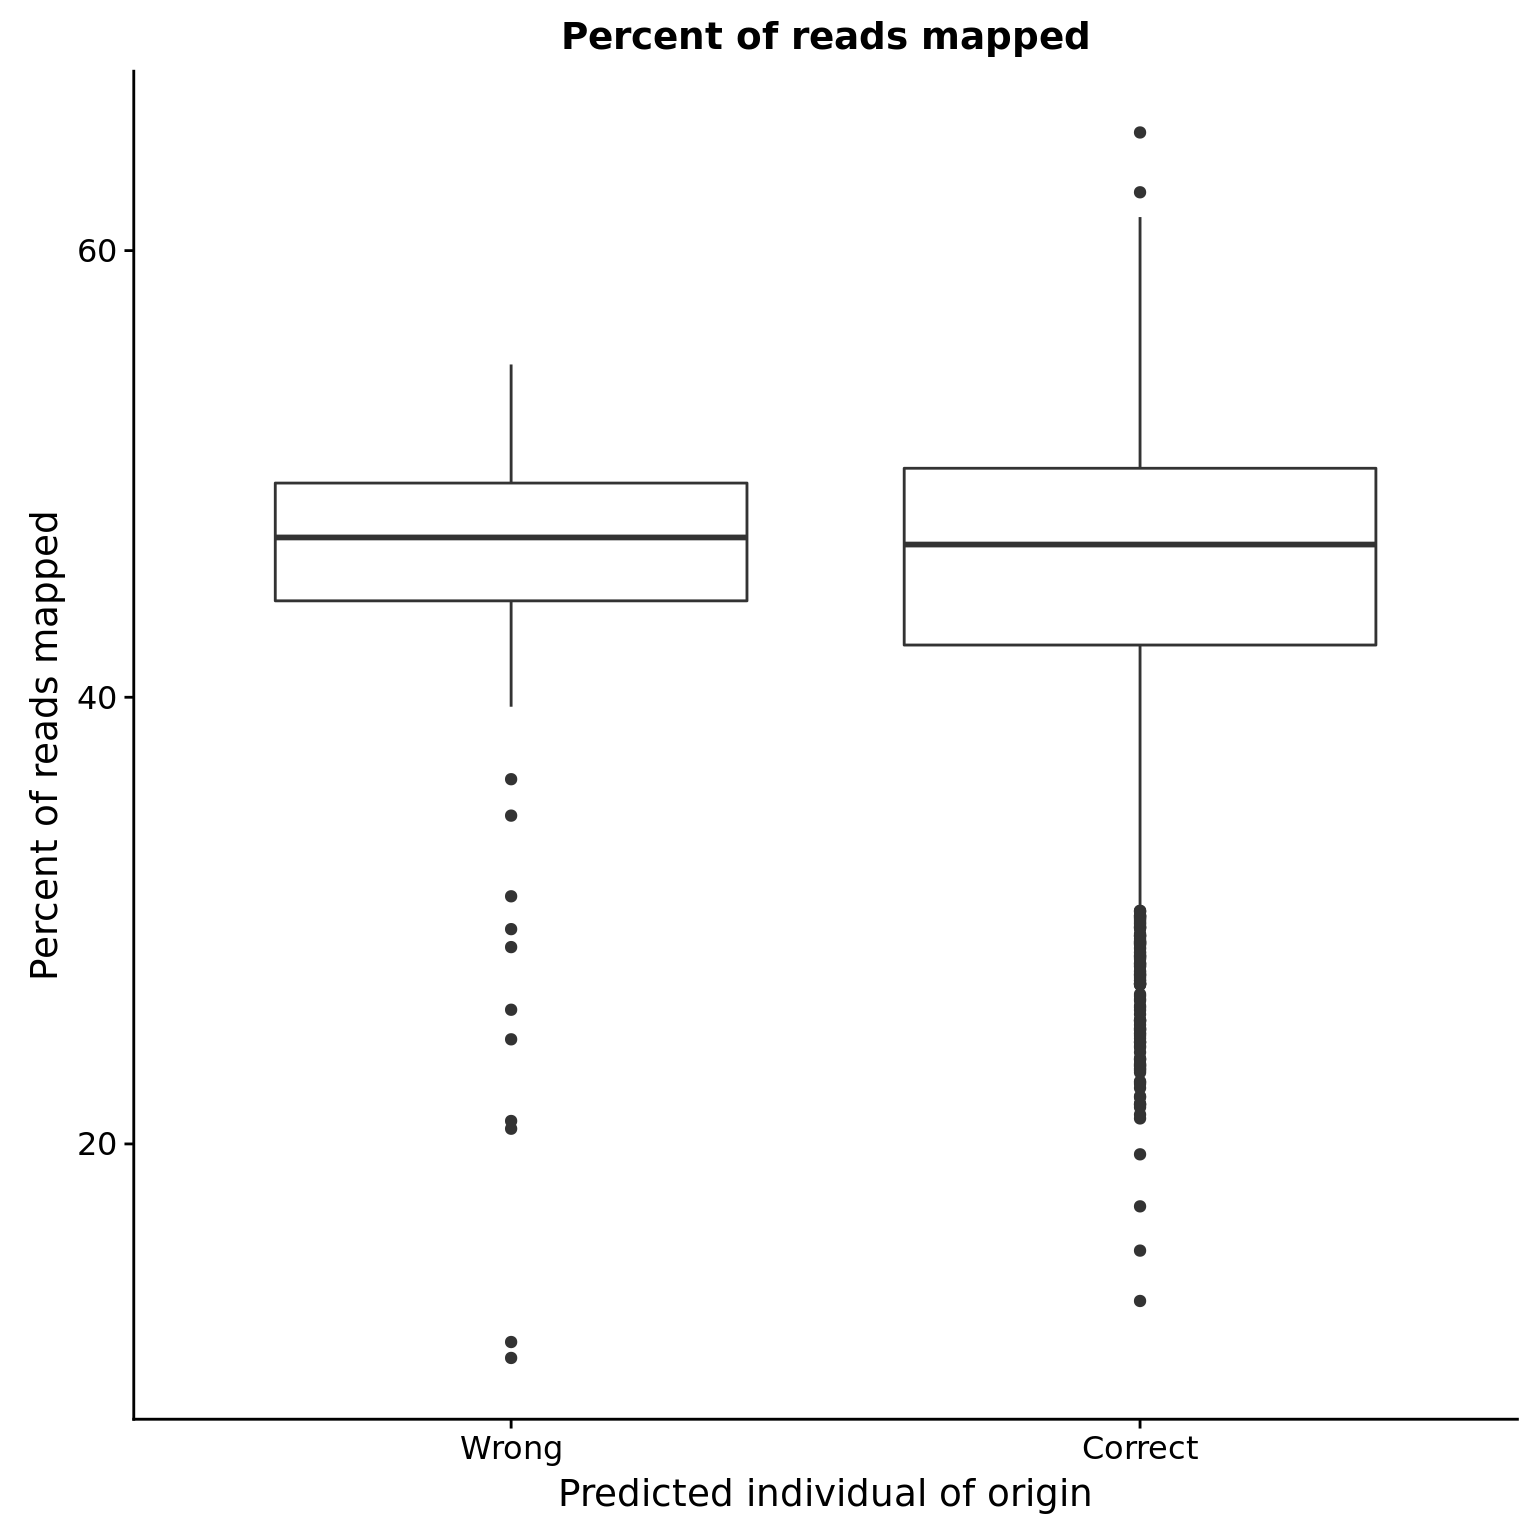 Percent of reads mapped
Percent of reads mapped
60
40
20
Wrong
Correct
Predicted individual of origin